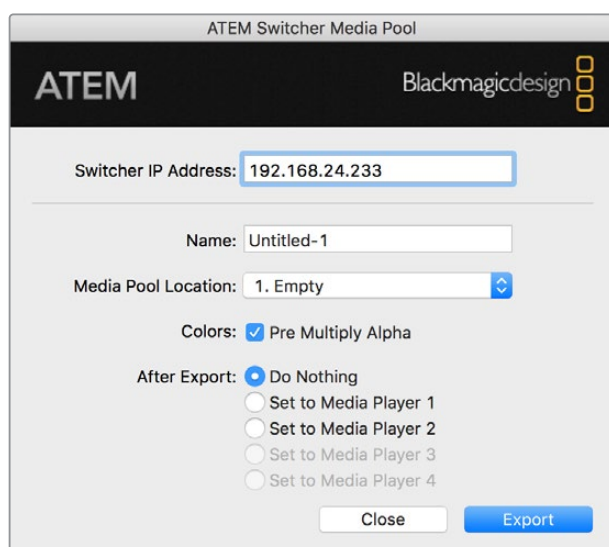 ATEM Switcher Media Pool
ATEM
Blackmagicdesign
Switcher IP Address: 192.168.24.233
Name: Untitled-1
Media Pool Location: 1. Empty
Colors: Pre Multiply Alpha
After Export: Do Nothing
Set to Media Player 1
Set to Media Player 2
Set to Media Player 3
Set to Media Player 4
Close Export